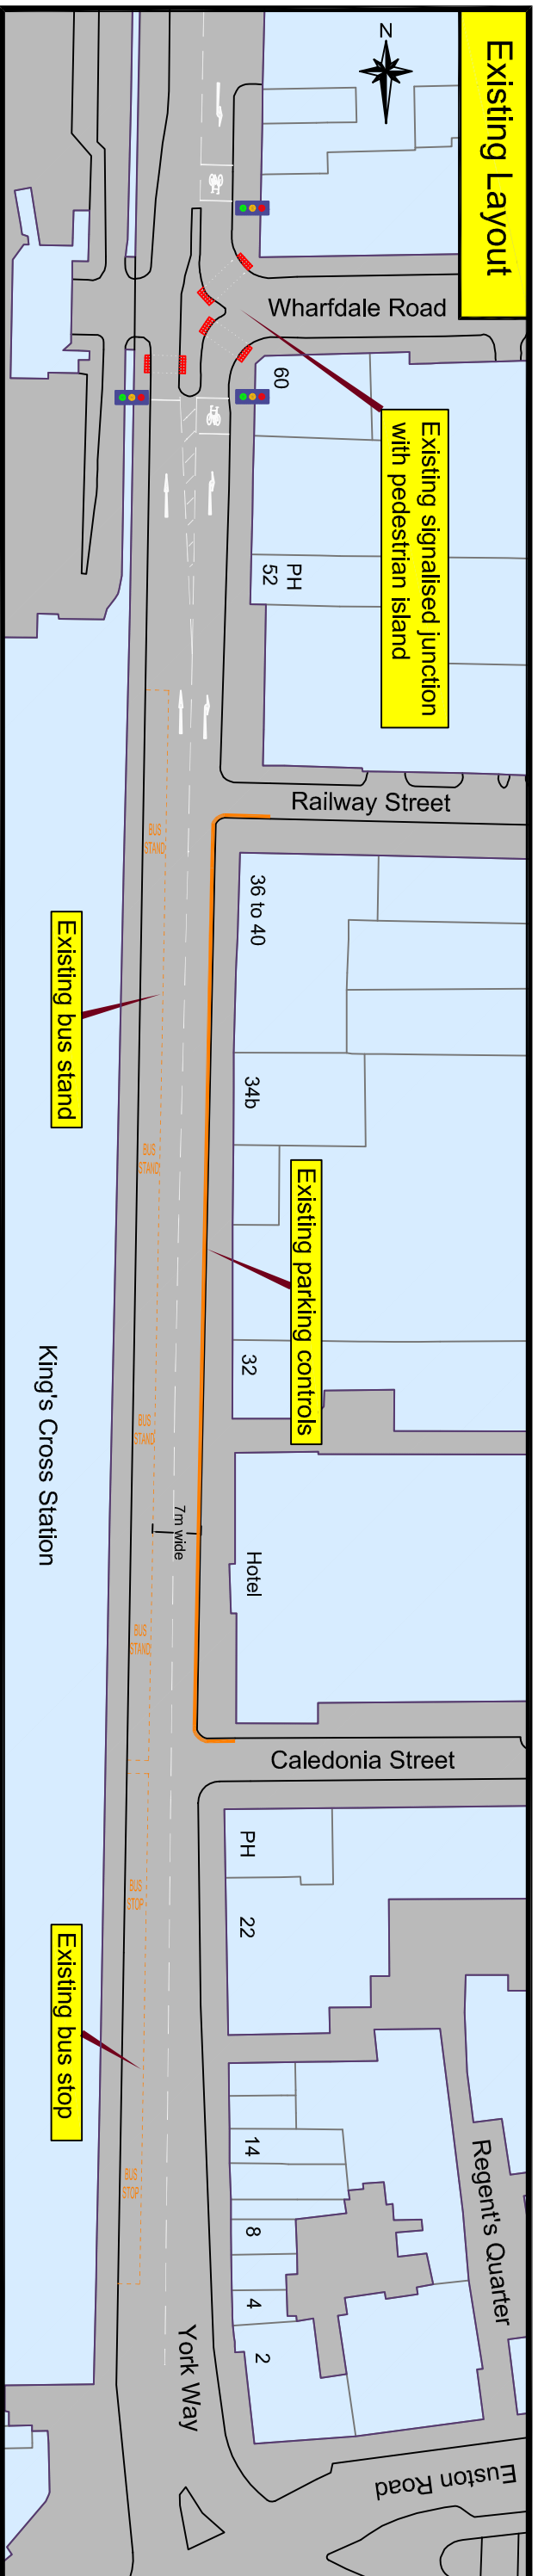 Existing Layout
N
Wharfdale Road
60
Existing signalised junction
with pedestrian island
PH
52
Railway Street
BUS
STAND
36 to 40
Existing bus stand
34b
BUS
STAND
Existing parking controls
32
King's Cross Station
BUS
STAND
7m wide
Hotel
BUS
STAND
Caledonia Street
PH
BUS
STOP
22
Existing bus stop
14
BUS
STOP
8
Regent's Quarter
4
2
York Way
Euston Road